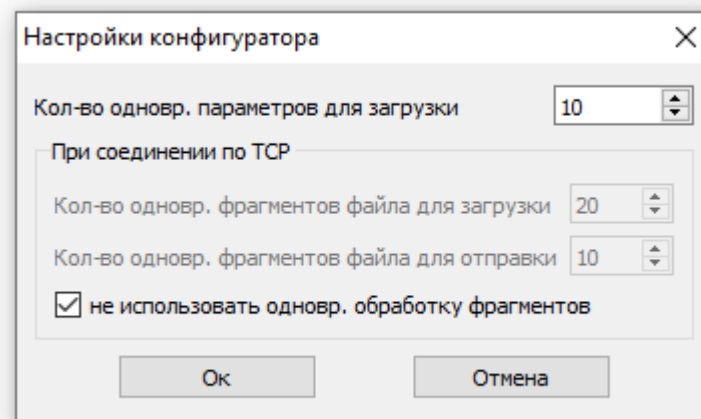 Настройки конфигуратора
Кол-во одновр. параметров для загрузки 10
При соединении по TCP
Кол-во одновр. фрагментов файла для загрузки 20
Кол-во одновр. фрагментов файла для отправки 10
не использовать одновр. обработку фрагментов
Ок Отмена